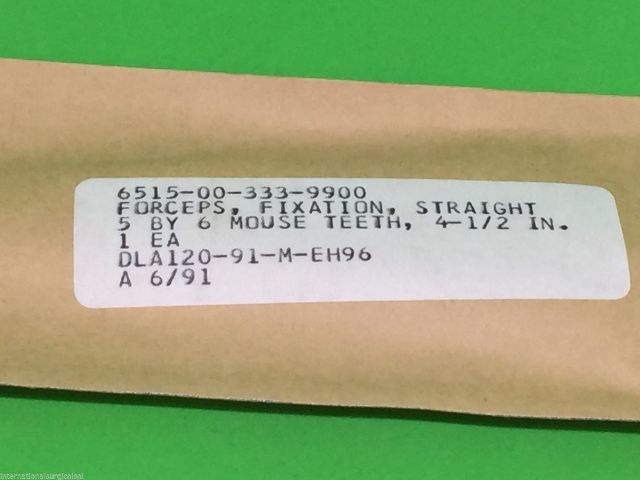 6515-00-333-9900
FORCEPS, FIXATION, STRAIGHT
5 BY 6 MOUSE TEETH, 4-1/2 IN.
1 EA
DLA120-91-M-EH96
A 6/91
internationalsurgicaloal